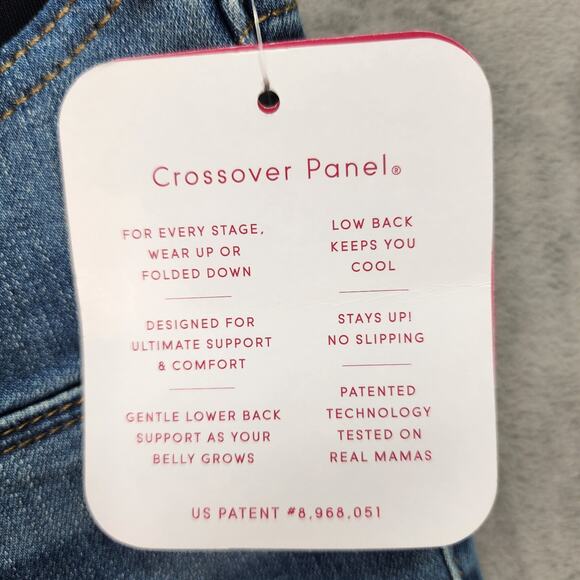 Crossover Panel®
FOR EVERY STAGE,
WEAR UP OR
FOLDED DOWN
DESIGNED FOR
ULTIMATE SUPPORT
& COMFORT
GENTLE LOWER BACK
SUPPORT AS YOUR
BELLY GROWS
LOW BACK
KEEPS YOU
COOL
STAYS UP!
NO SLIPPING
PATENTED
TECHNOLOGY
TESTED ON
REAL MAMAS
US PATENT #8,968,051